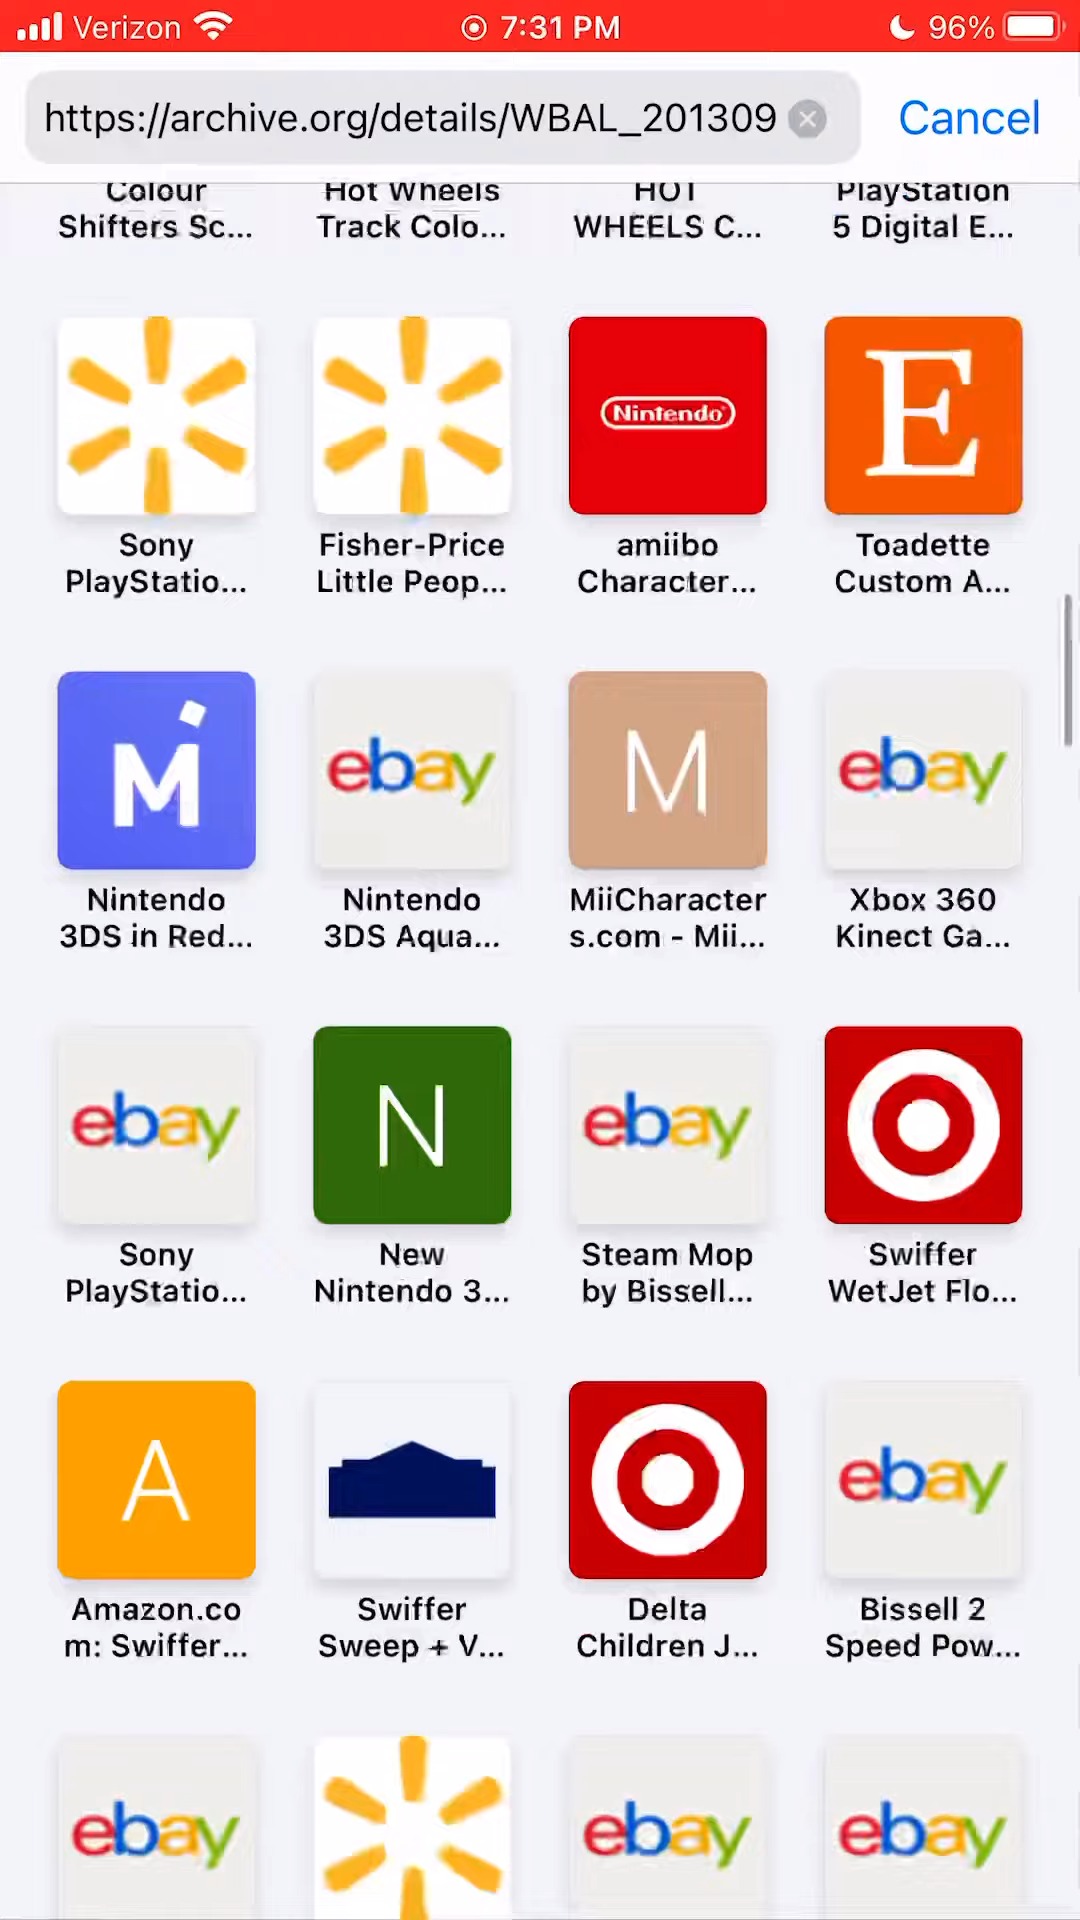 Verizon 7:31 PM 96%
https://archive.org/details/WBAL_201309 Cancel
Colour Hot Wheels HOT PlayStation
Shifters Sc... Track Colo... WHEELS C... 5 Digital E...
Nintendo E
Sony Fisher-Price amiibo Toadette
PlayStatio... Little Peop... Character... Custom A...
M ebay M ebay
Nintendo Nintendo MiiCharacter Xbox 360
3DS in Red... 3DS Aqua... s.com - Mii... Kinect Ga...
ebay N ebay
Sony New Steam Mop Swiffer
PlayStatio... Nintendo 3... by Bissell... WetJet Flo...
A ebay
Amazon.co Swiffer Delta Bissell 2
m: Swiffer... Sweep + V... Children J... Speed Pow...
ebay ebay ebay